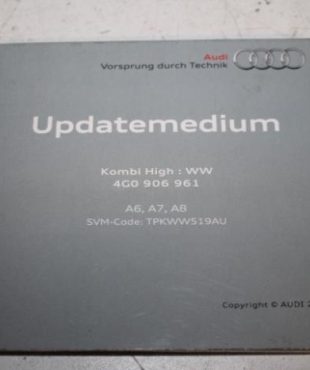 Audi
Vorsprung durch Technik
Updatemedium
Kombi High : WW
4G0 906 961
A6, A7, A8
SVM-Code: TPKWW519AU
Copyright © AUDI